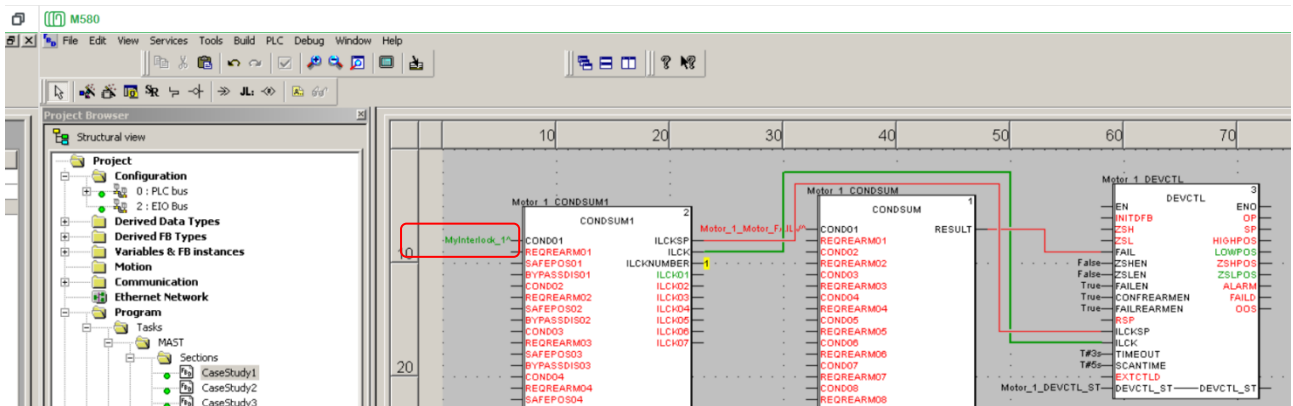 M580
File Edit View Services Tools Build PLC Debug Window Help
Project Browser
Structural view
Project
Configuration
0 : PLC bus
2 : EIO Bus
Derived Data Types
Derived FB Types
Variables & FB instances
Motion
Communication
Ethernet Network
Program
Tasks
MAST
Sections
CaseStudy1
CaseStudy2
CaseStudy3
10 20 30 40 50 60 70
10
20
Motor_1_CONDSUM1
2
CONDSUM1
MyInterlock_1^
COND01 ILCKSP
REQREARM01 ILCK
SAFEPOS01 ILCKNUMBER 1
BYPASSDIS01 ILCK01
COND02 ILCK02
REQREARM02 ILCK03
SAFEPOS02 ILCK04
BYPASSDIS02 ILCK05
COND03 ILCK06
REQREARM03 ILCK07
SAFEPOS03
BYPASSDIS03
COND04
REQREARM04
SAFEPOS04
Motor_1_CONDSUM
1
CONDSUM
COND01 RESULT
REQREARM01
COND02
REQREARM02
COND03
REQREARM03
COND04
REQREARM04
COND05
REQREARM05
COND06
REQREARM06
COND07
REQREARM07
COND08
REQREARM08
Motor_1_DEVCTL
3
DEVCTL
EN ENO
INITDFB OP
ZSH SP
ZSL HIGHPOS
FAIL LOWPOS
False ZSHEN ZSHPOS
False ZSLEN ZSLPOS
True FAILEN ALARM
True CONFREARMEN FAILD
True FAILREARMEN OOS
RSP
ILCKSP
ILCK
T#3s TIMEOUT
T#5s SCANTIME
EXTCTLD
Motor_1_DEVCTL_ST DEVCTL_ST DEVCTL_ST